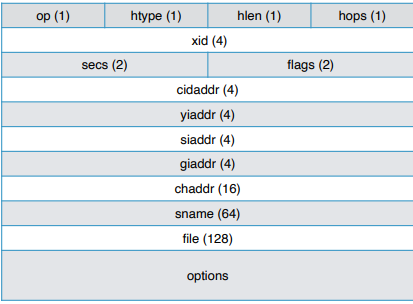 op (1) htype (1) hlen (1) hops (1)
xid (4)
secs (2) flags (2)
cidaddr (4)
yiaddr (4)
siaddr (4)
giaddr (4)
chaddr (16)
sname (64)
file (128)
options